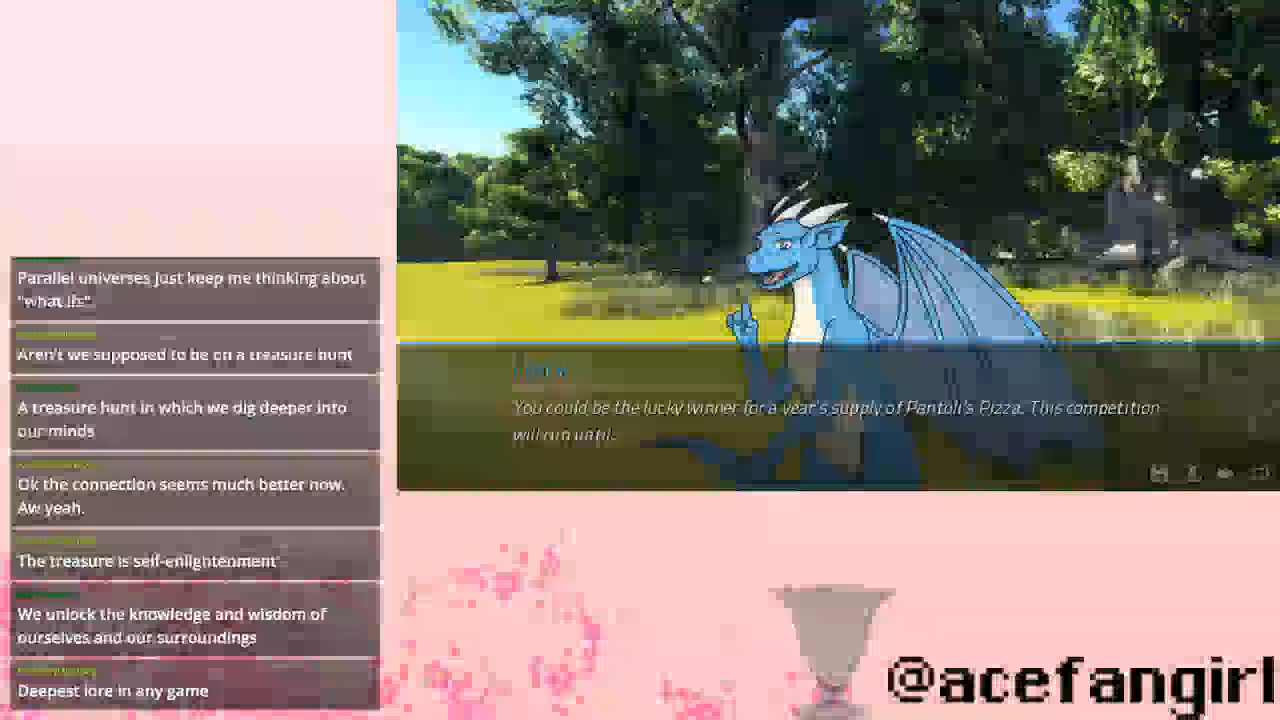 Parallel universes just keep me thinking about
"what ifs"
Aren't we supposed to be on a treasure hunt
A treasure hunt in which we dig deeper into
our minds
Ok the connection seems much better now.
Aw yeah.
The treasure is self-enlightenment
We unlock the knowledge and wisdom of
ourselves and our surroundings
Deepest lore in any game
You could be the lucky winner for a year's supply of Pantoli's Pizza. This competition
will run until.
@acefangirl